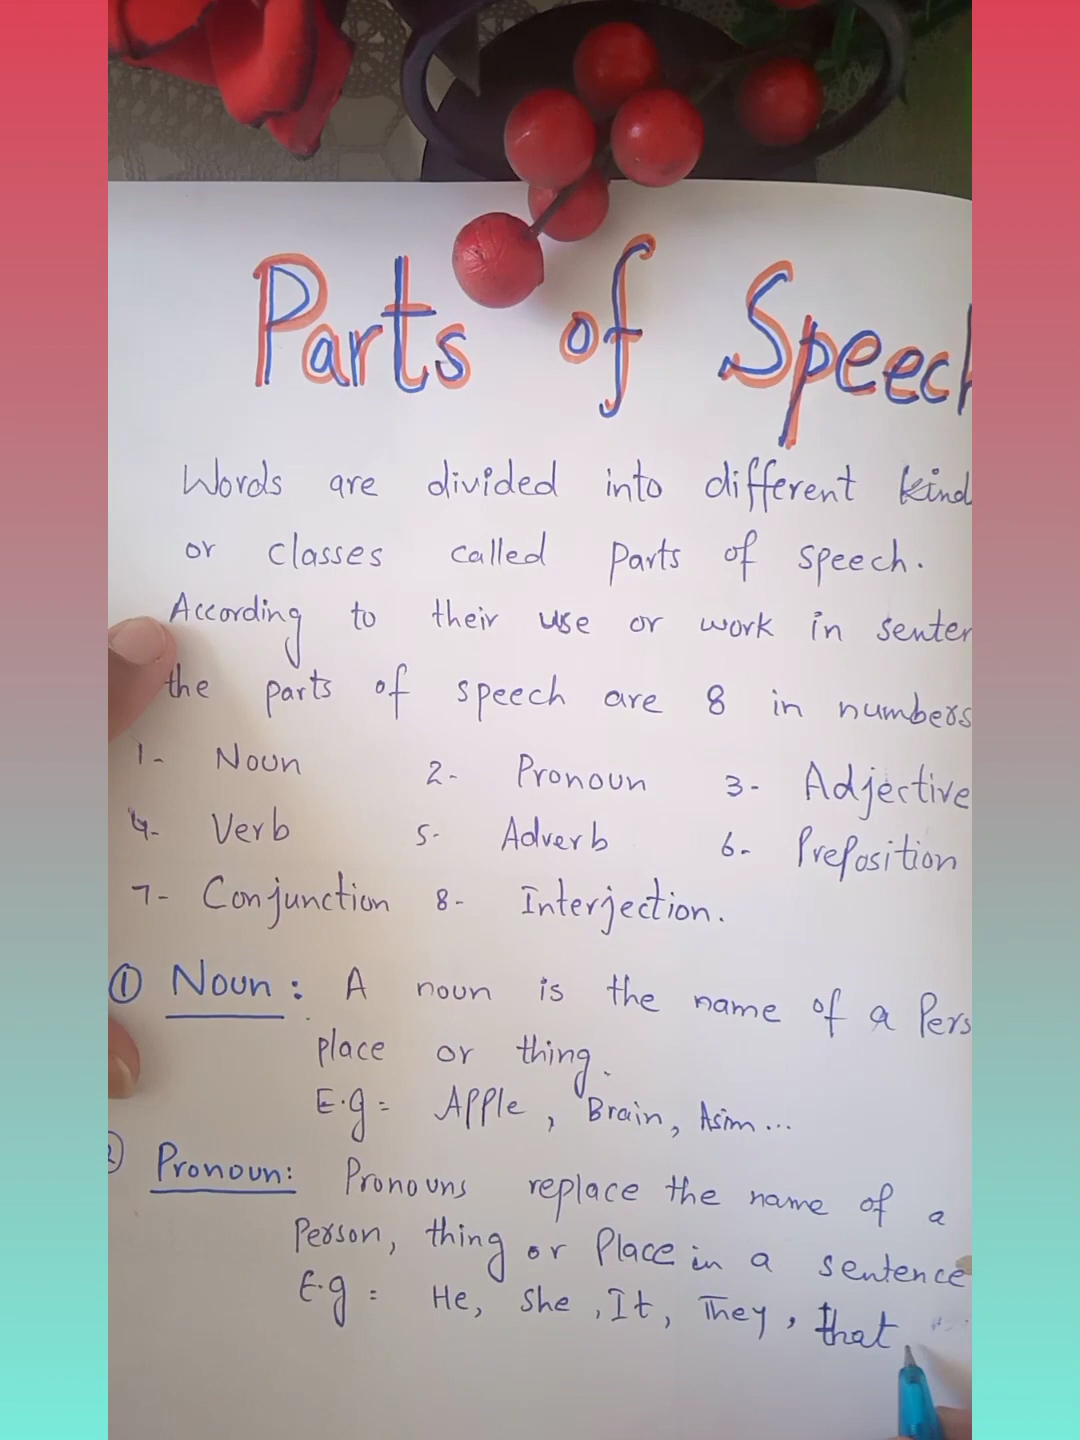 Parts of Speech
Words are divided into different kind
or classes called parts of speech.
According to their use or work in senten
the parts of speech are 8 in numbers
1- Noun 2- Pronoun 3- Adjective
4- Verb 5- Adverb 6- Preposition
7- Conjunction 8- Interjection.
① Noun: A noun is the name of a Pers
place or thing.
E.g = Apple, Brain, Asim...
② Pronoun: Pronouns replace the name of a
Person, thing or Place in a sentence
E.g = He, She, It, They, that